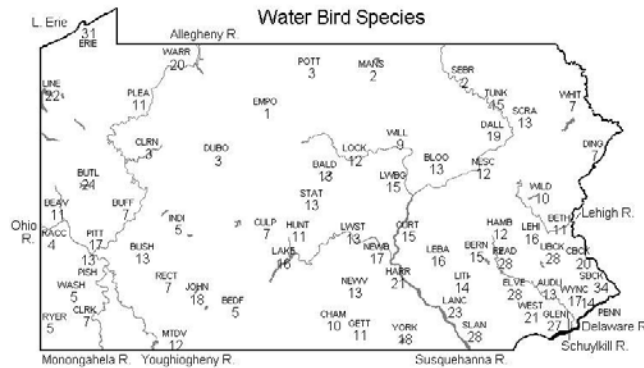 Water Bird Species
L. Erie
31
ERIE
Allegheny R.
WARR
20
POTT
3
MANS
2
SEBR
2
LINE
22
PLEA
11
EMPO
1
TUNK
45
SCRA
13
WHIT
7
CLRN
3
DUBO
3
LOCK
12
WILL
9
DALL
19
DING
7
BUTL
24
BALD
18
BLOO
13
NESC
12
BEAV
11
BUFF
7
STAT
13
LWBG
15
WILD
10
Ohio
R.
RACC
4
PITT
17
INDI
5
CULP
7
HUNT
11
LWST
13
CORT
15
HAMB
12
LEHI
16
BETH
11
Lehigh R.
13
PISH
BUSH
13
LAKE
16
NEWB
17
LEBA
16
BERN
15
READ
28
UBCK
28
CBCK
20
WASH
5
RECT
7
JOHN
18
NEWV
13
HARR
21
LITI
14
ELVE
28
AUDU
13
SBCK
34
RYER
5
CLRK
7
BEDF
5
LANC
23
WEST
21
WYNC
17
14
PENN
MTDV
12
CHAM
10
GETT
11
YORK
18
SLAN
28
GLEN
27
Delaware R.
Schuylkill R.
Monongahela R.
Youghiogheny R.
Susquehanna R.